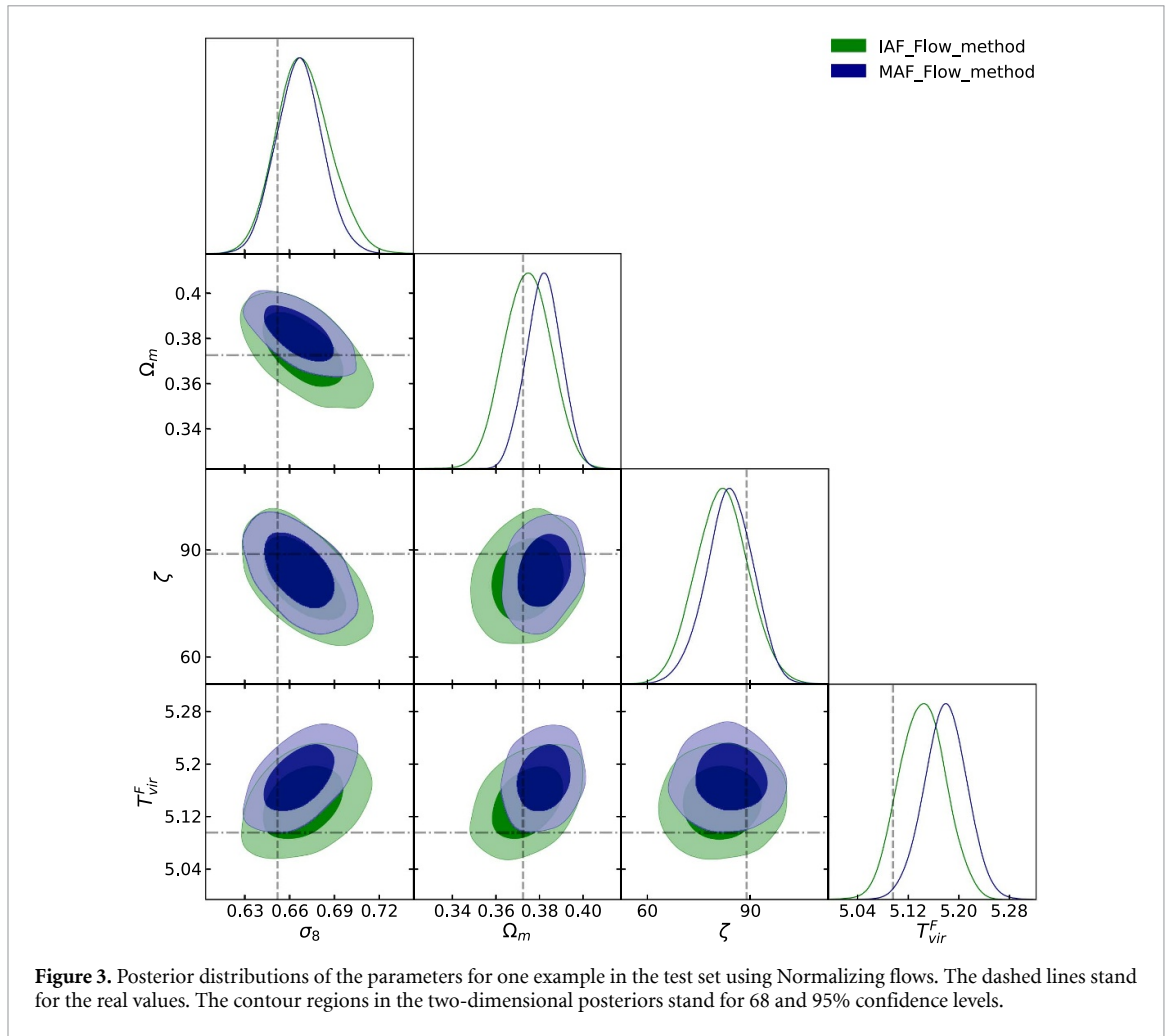 IAF_Flow_method
MAF_Flow_method
0.4
0.38
0.36
0.34
Ωm
90
60
ζ
5.28
5.2
5.12
5.04
T^F_vir
0.63 0.66 0.69 0.72
σ8
0.34 0.36 0.38 0.40
Ωm
60 90
ζ
5.04 5.12 5.20 5.28
T^F_vir
Figure 3. Posterior distributions of the parameters for one example in the test set using Normalizing flows. The dashed lines stand
for the real values. The contour regions in the two-dimensional posteriors stand for 68 and 95% confidence levels.